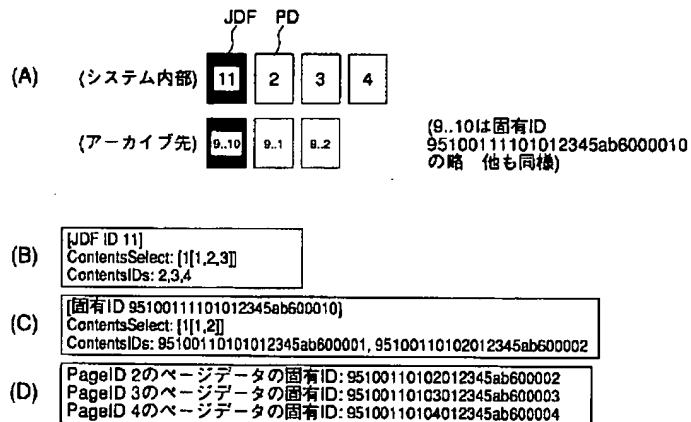 JDF PD
(A) (システム内部) 11 2 3 4
(アーカイブ先) 9..10 9..1 9..2
(9..10は固有ID
95100111101012345ab6000010
の略 他も同様)
(B) [JDF ID 11]
ContentsSelect: [1[1,2,3]]
ContentsIDs: 2,3,4
(C) [固有ID 95100111101012345ab600010]
ContentsSelect: [1[1,2]]
ContentsIDs: 95100110101012345ab600001, 95100110102012345ab600002
(D) PageID 2のページデータの固有ID: 95100110102012345ab600002
PageID 3のページデータの固有ID: 95100110103012345ab600003
PageID 4のページデータの固有ID: 95100110104012345ab600004